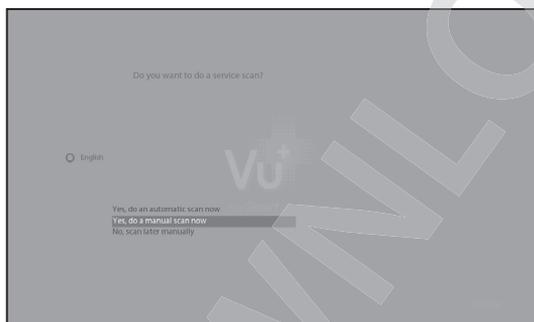 Do you want to do a service scan?
English
Vu+
Yes, do an automatic scan now
Yes, do a manual scan now
No, scan later manually